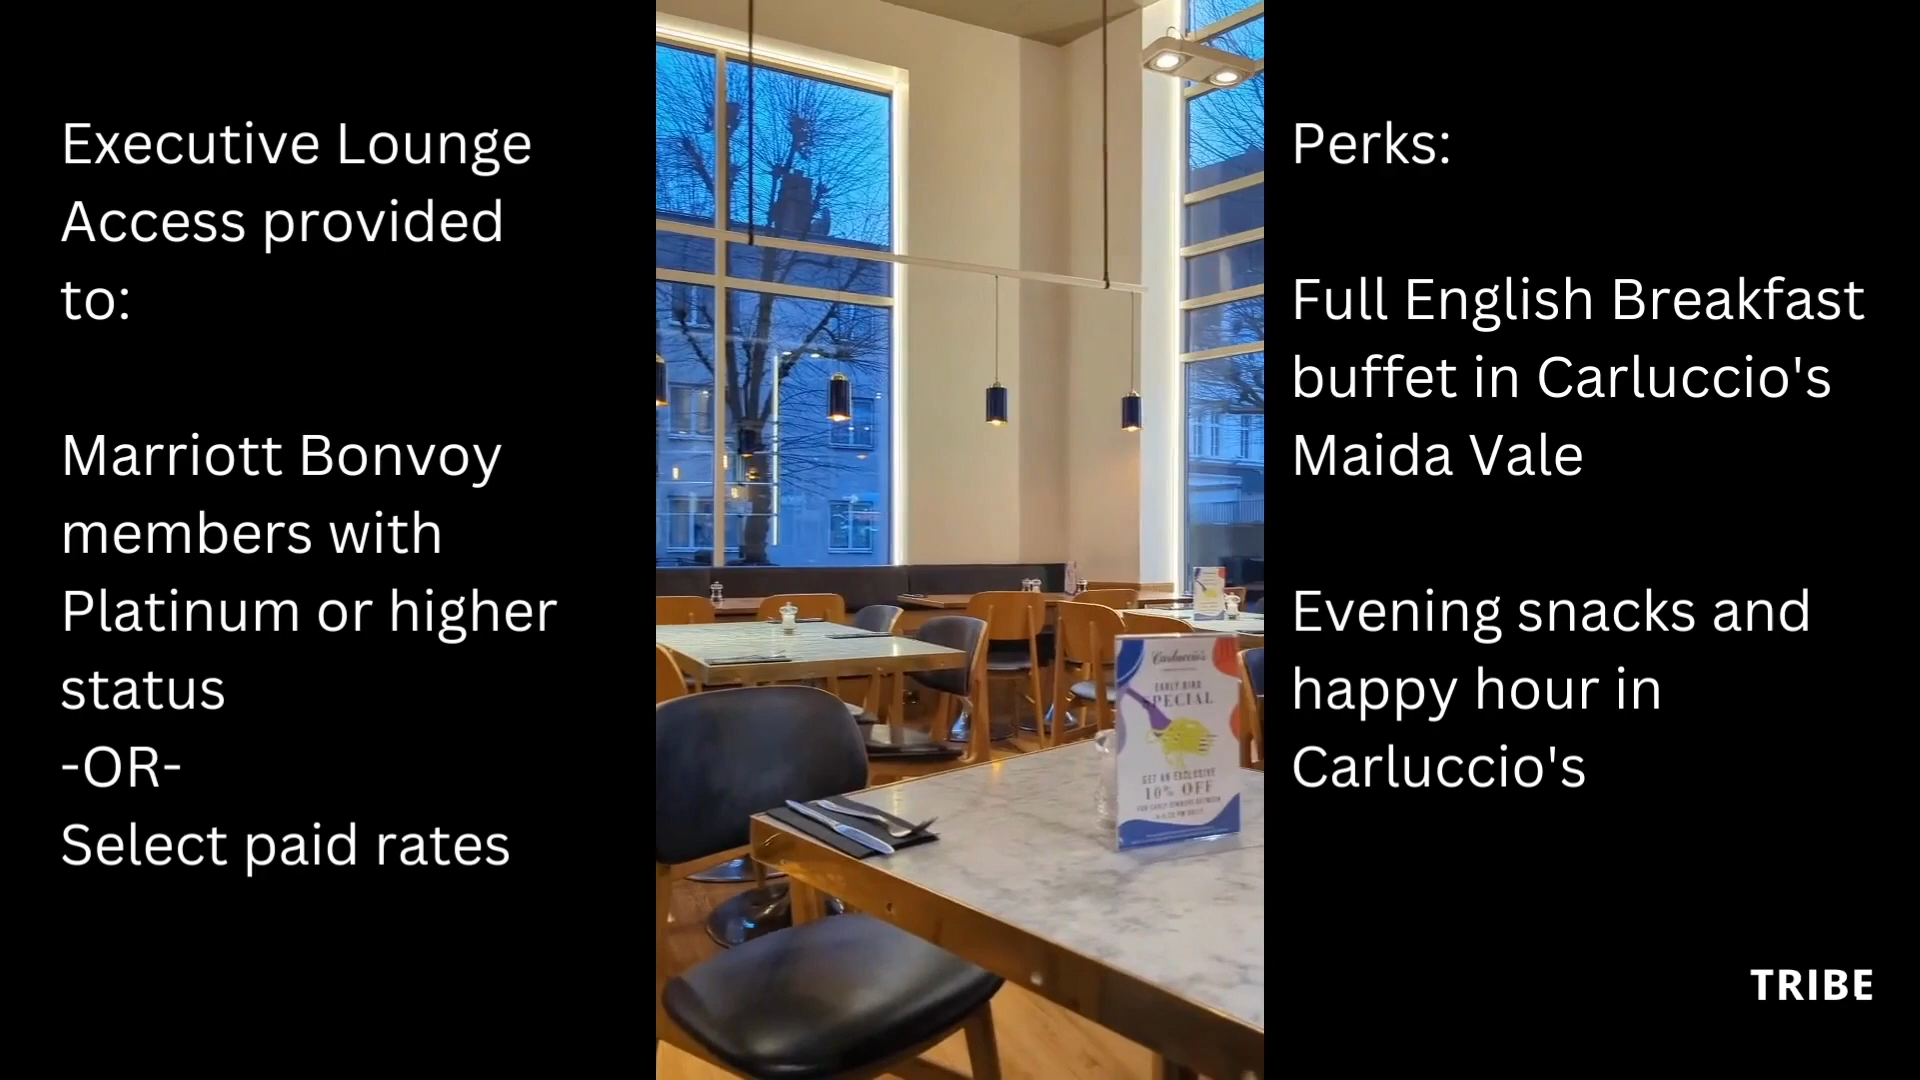 Executive Lounge
Access provided
to:
Marriott Bonvoy
members with
Platinum or higher
status
-OR-
Select paid rates
Carluccio's
EARLY BIRD
SPECIAL
GET AN EXCLUSIVE
10% OFF
Perks:
Full English Breakfast
buffet in Carluccio's
Maida Vale
Evening snacks and
happy hour in
Carluccio's
TRIBE